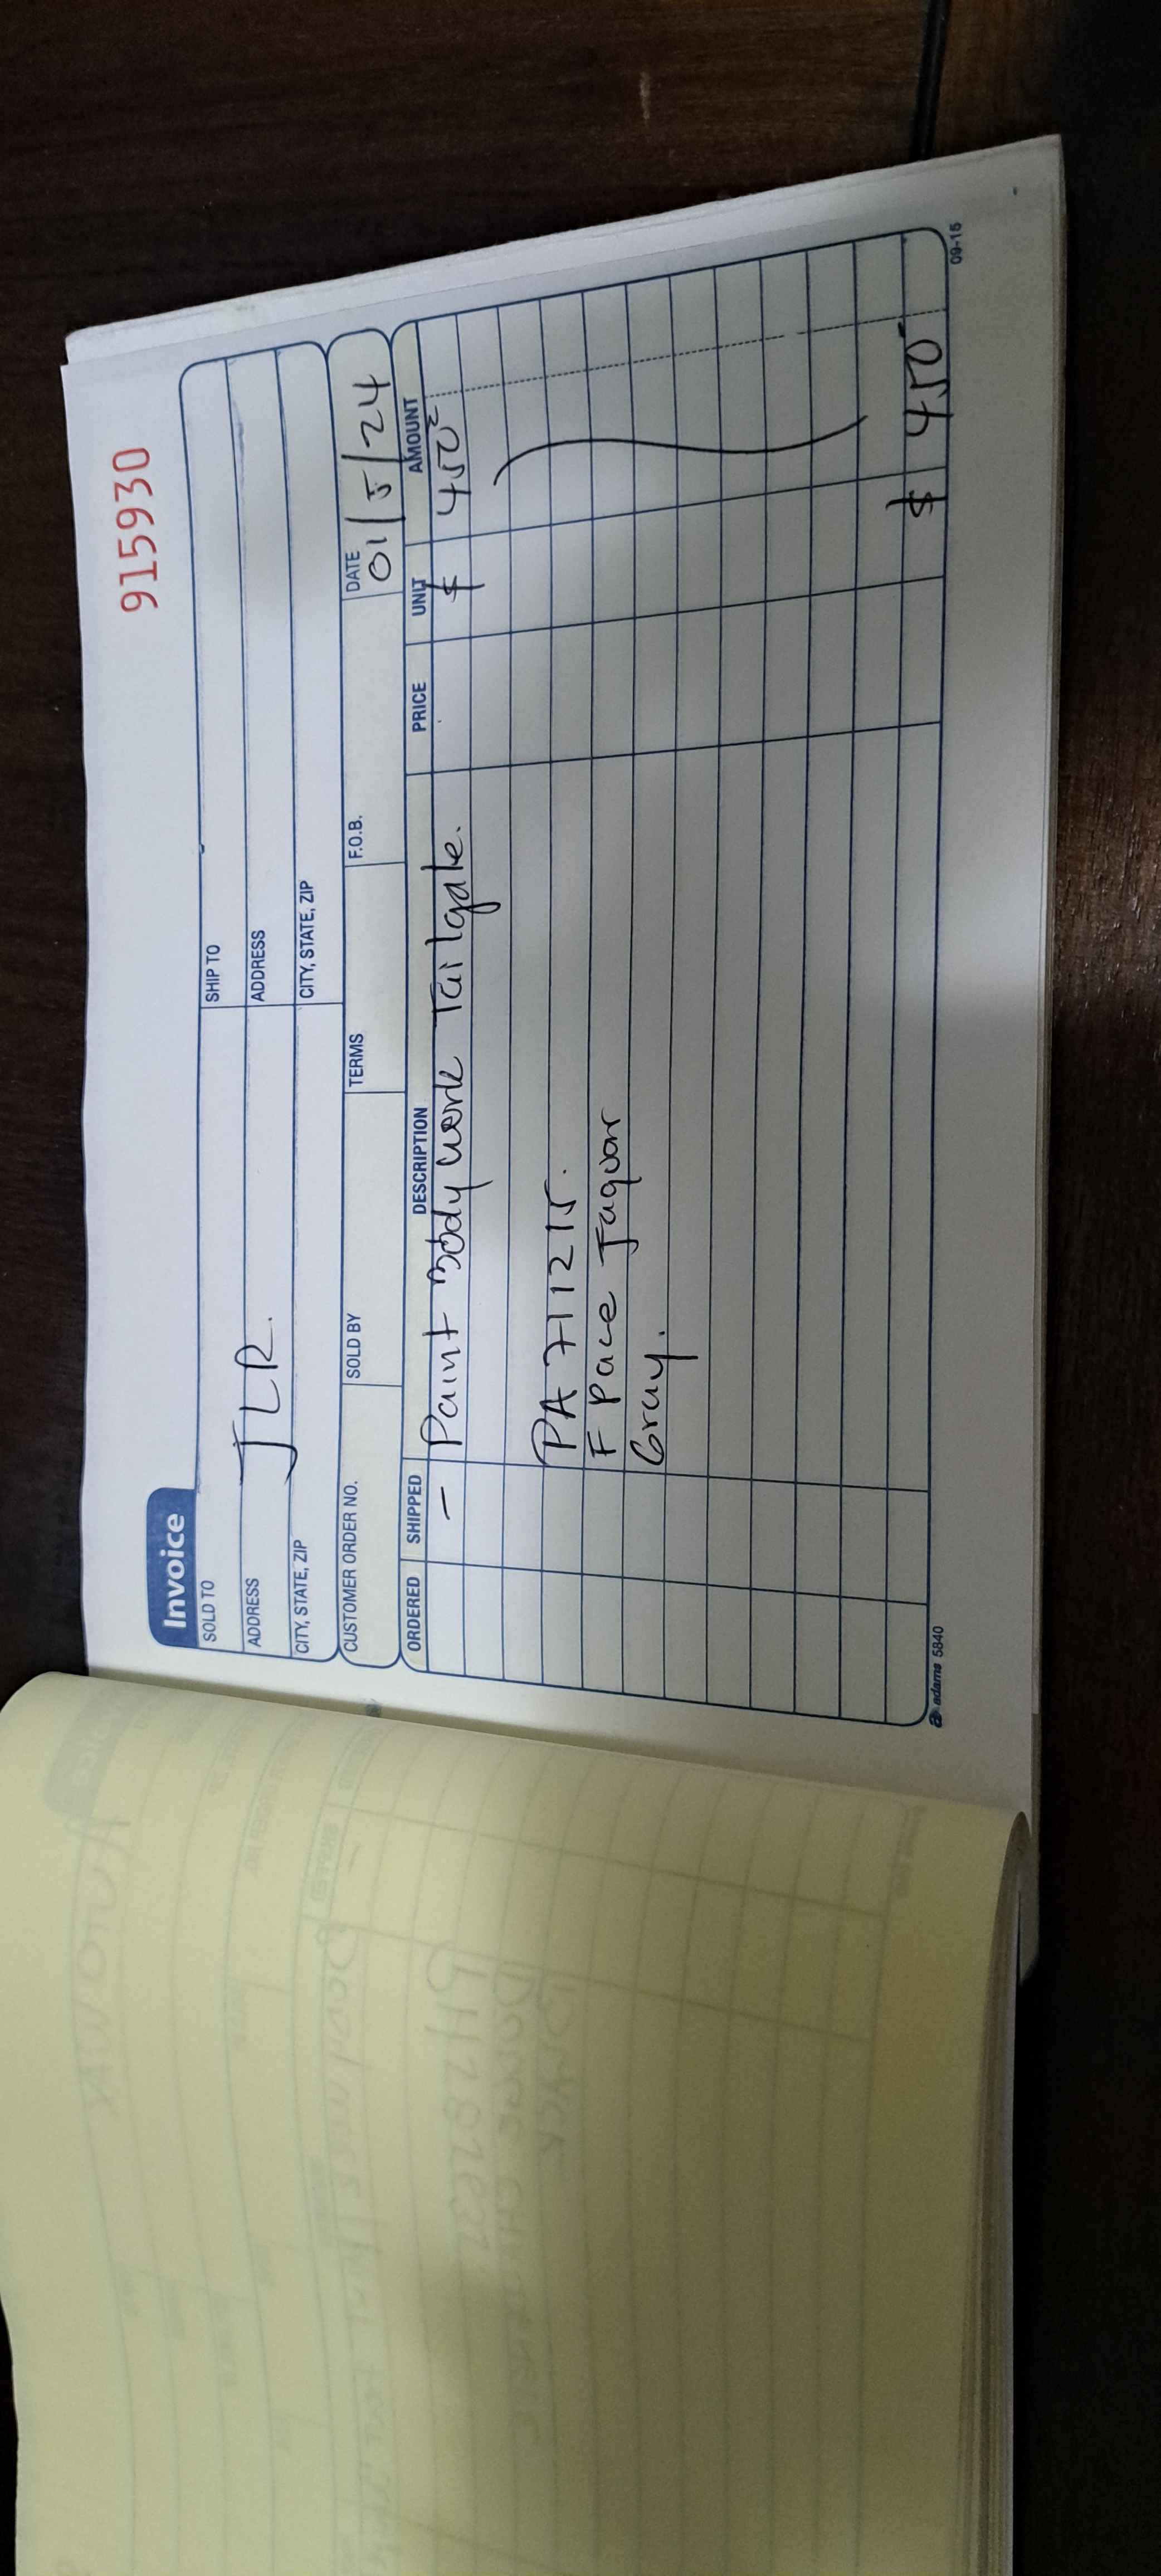 915930
Invoice
SOLD TO SHIP TO
JLR.
ADDRESS ADDRESS
CITY, STATE, ZIP CITY, STATE, ZIP
CUSTOMER ORDER NO. SOLD BY TERMS F.O.B. DATE
01/5/24
ORDERED SHIPPED DESCRIPTION PRICE UNIT AMOUNT
- Paint Body work Tailgate. $ 450
PA 711215.
F Pace Jaguar
Gray.
$ 450
adams 5840 09-15